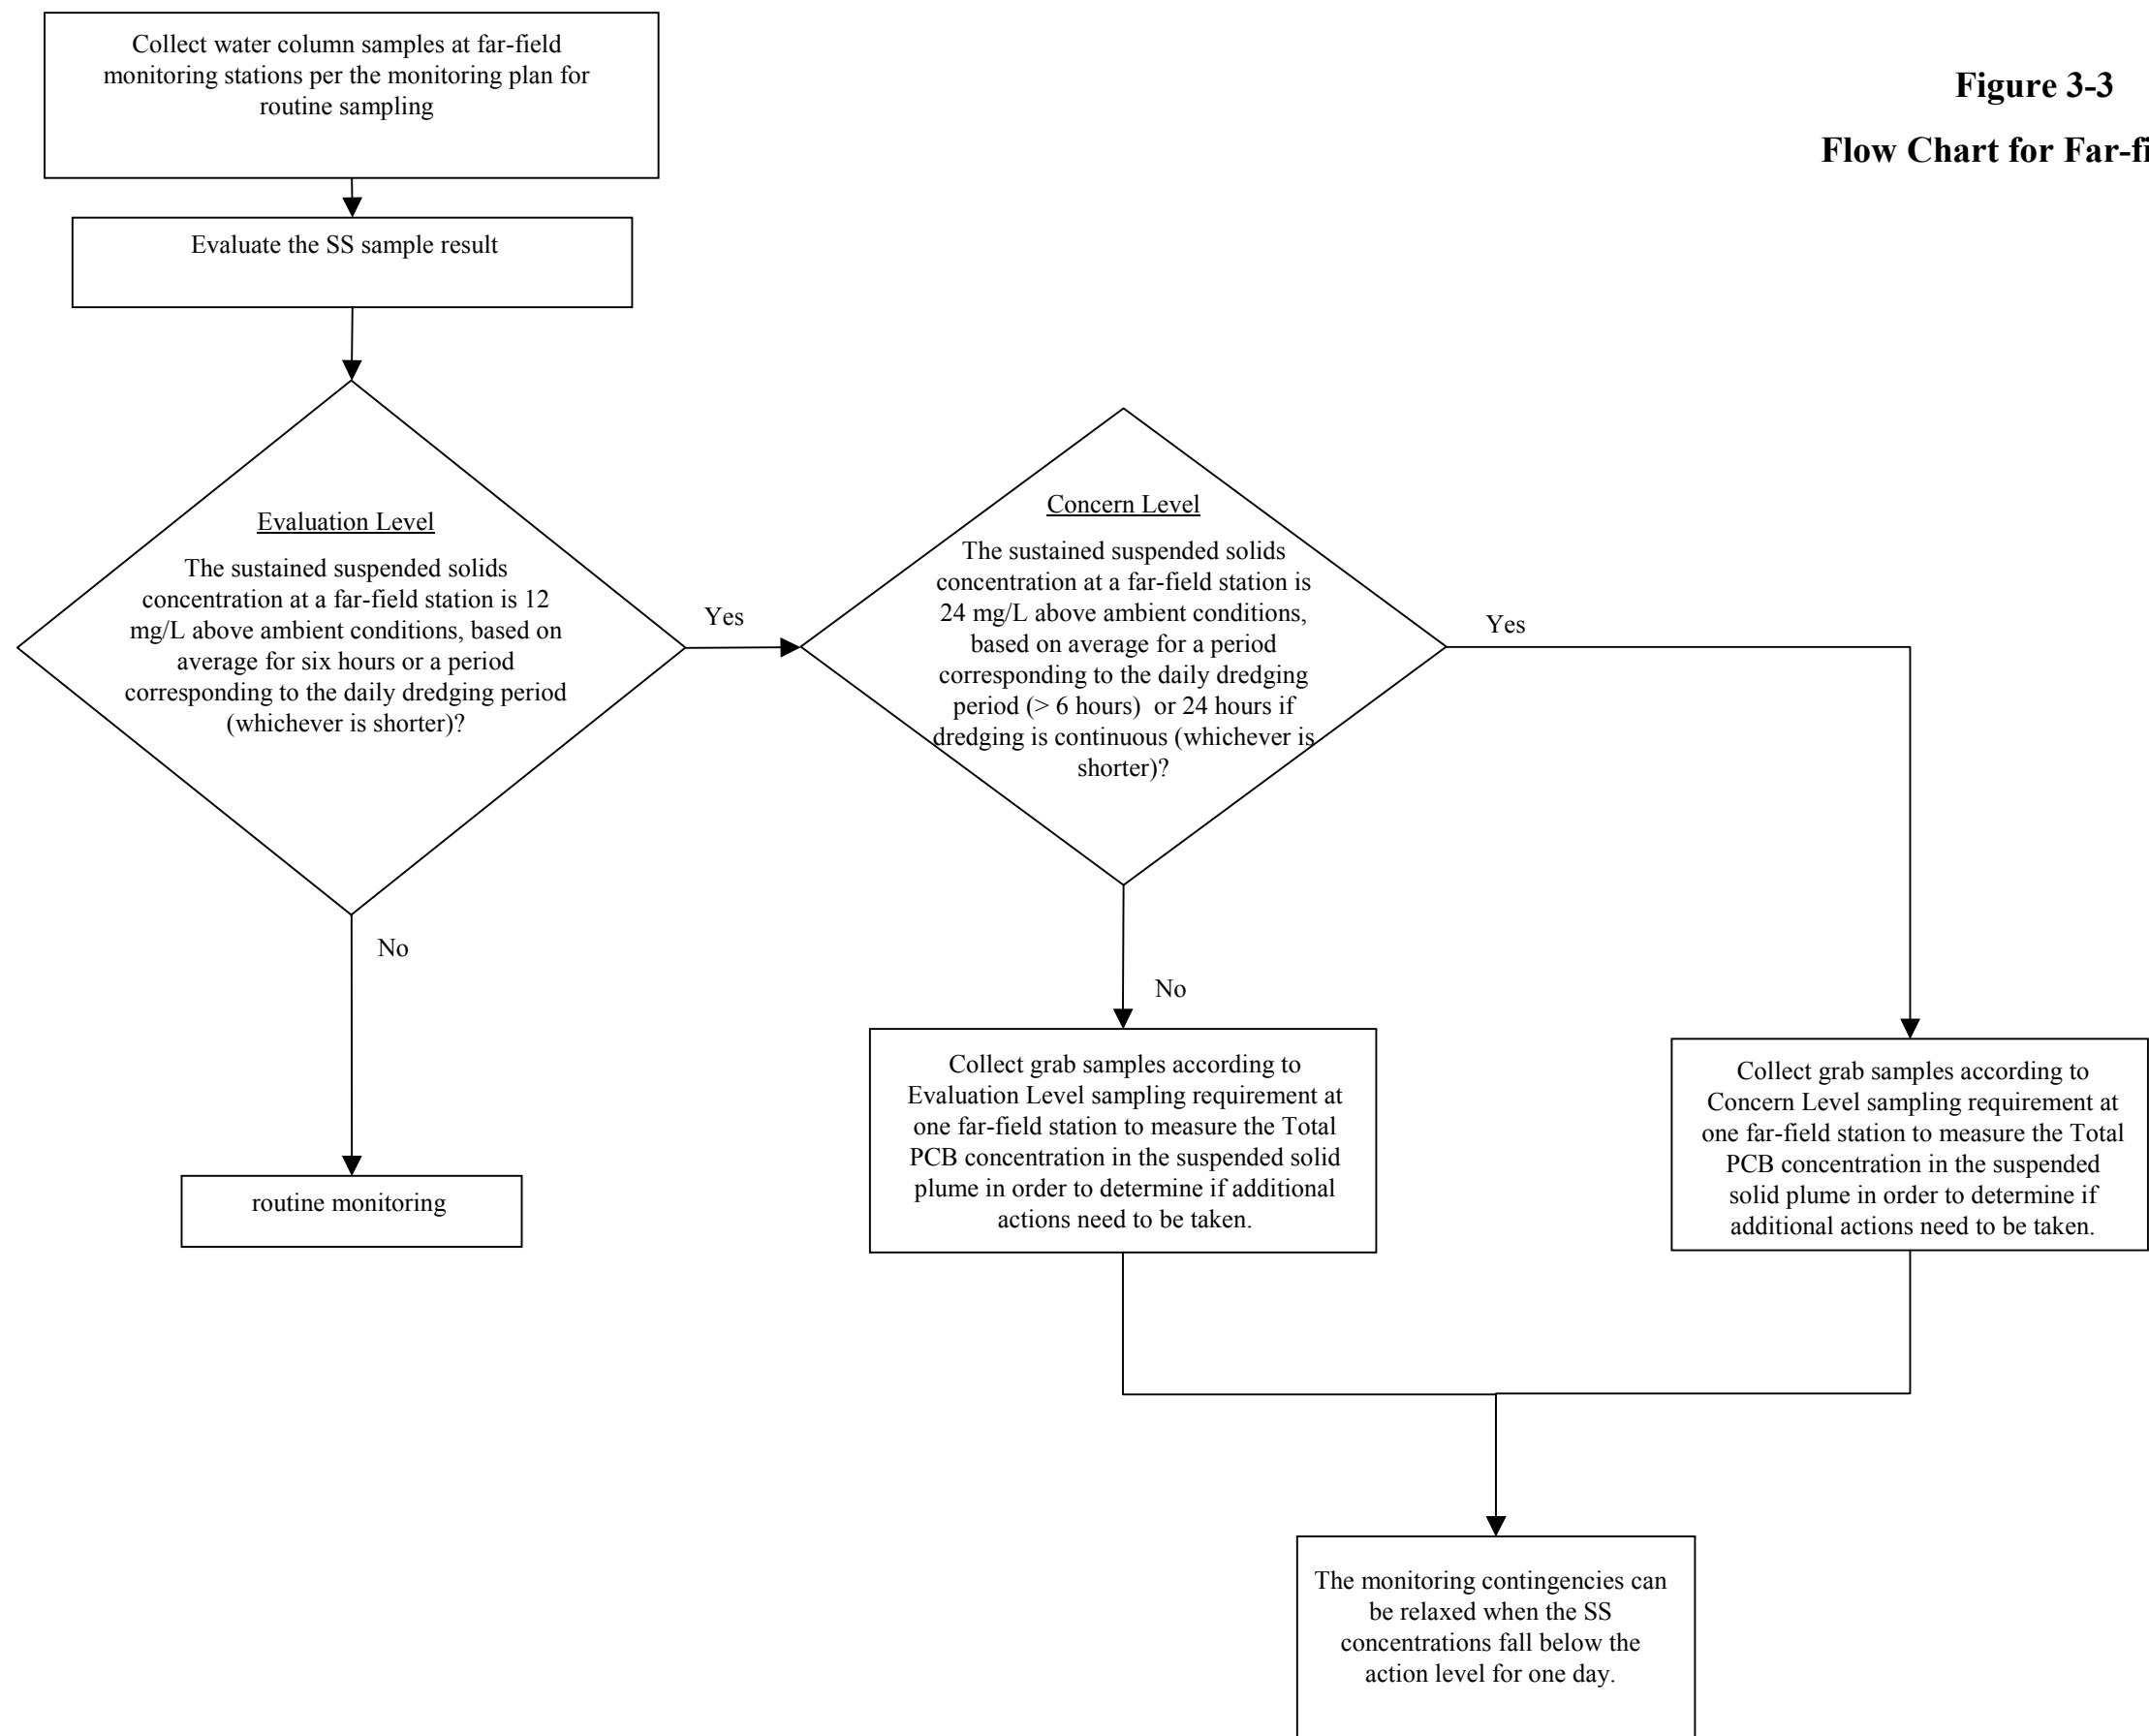 Collect water column samples at far-field
monitoring stations per the monitoring plan for
routine sampling
Figure 3-3
Flow Chart for Far-fi
Evaluate the SS sample result
Evaluation Level
The sustained suspended solids
concentration at a far-field station is 12
mg/L above ambient conditions, based on
average for six hours or a period
corresponding to the daily dredging period
(whichever is shorter)?
Yes
Concern Level
The sustained suspended solids
concentration at a far-field station is
24 mg/L above ambient conditions,
based on average for a period
corresponding to the daily dredging
period (> 6 hours) or 24 hours if
dredging is continuous (whichever is
shorter)?
Yes
No
No
routine monitoring
Collect grab samples according to
Evaluation Level sampling requirement at
one far-field station to measure the Total
PCB concentration in the suspended solid
plume in order to determine if additional
actions need to be taken.
Collect grab samples according to
Concern Level sampling requirement at
one far-field station to measure the Total
PCB concentration in the suspended
solid plume in order to determine if
additional actions need to be taken.
The monitoring contingencies can
be relaxed when the SS
concentrations fall below the
action level for one day.